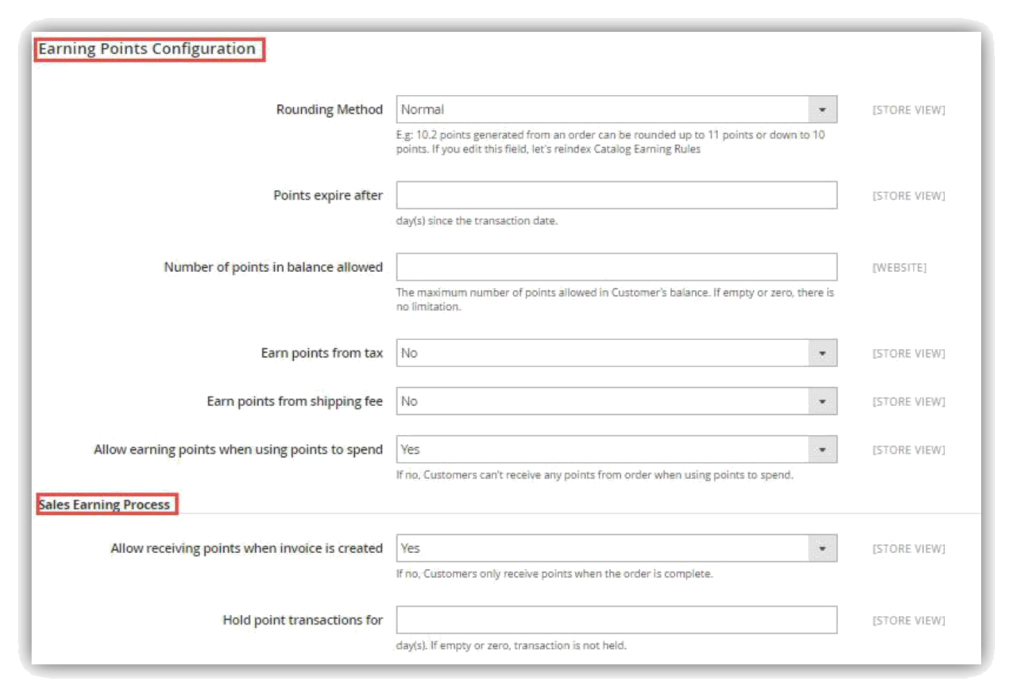 Earning Points Configuration
Rounding Method Normal [STORE VIEW]
E.g: 10.2 points generated from an order can be rounded up to 11 points or down to 10
points. If you edit this field, let's reindex Catalog Earning Rules
Points expire after [STORE VIEW]
day(s) since the transaction date.
Number of points in balance allowed [WEBSITE]
The maximum number of points allowed in Customer's balance. If empty or zero, there is
no limitation.
Earn points from tax No [STORE VIEW]
Earn points from shipping fee No [STORE VIEW]
Allow earning points when using points to spend Yes [STORE VIEW]
If no, Customers can't receive any points from order when using points to spend.
Sales Earning Process
Allow receiving points when invoice is created Yes [STORE VIEW]
If no, Customers only receive points when the order is complete.
Hold point transactions for [STORE VIEW]
day(s). If empty or zero, transaction is not held.